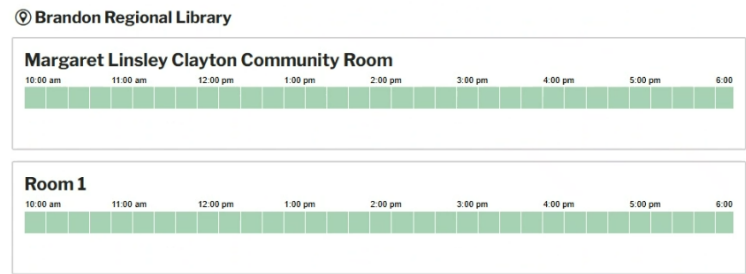 Brandon Regional Library
Margaret Linsley Clayton Community Room
10:00 am 11:00 am 12:00 pm 1:00 pm 2:00 pm 3:00 pm 4:00 pm 5:00 pm 6:00
Room 1
10:00 am 11:00 am 12:00 pm 1:00 pm 2:00 pm 3:00 pm 4:00 pm 5:00 pm 6:00